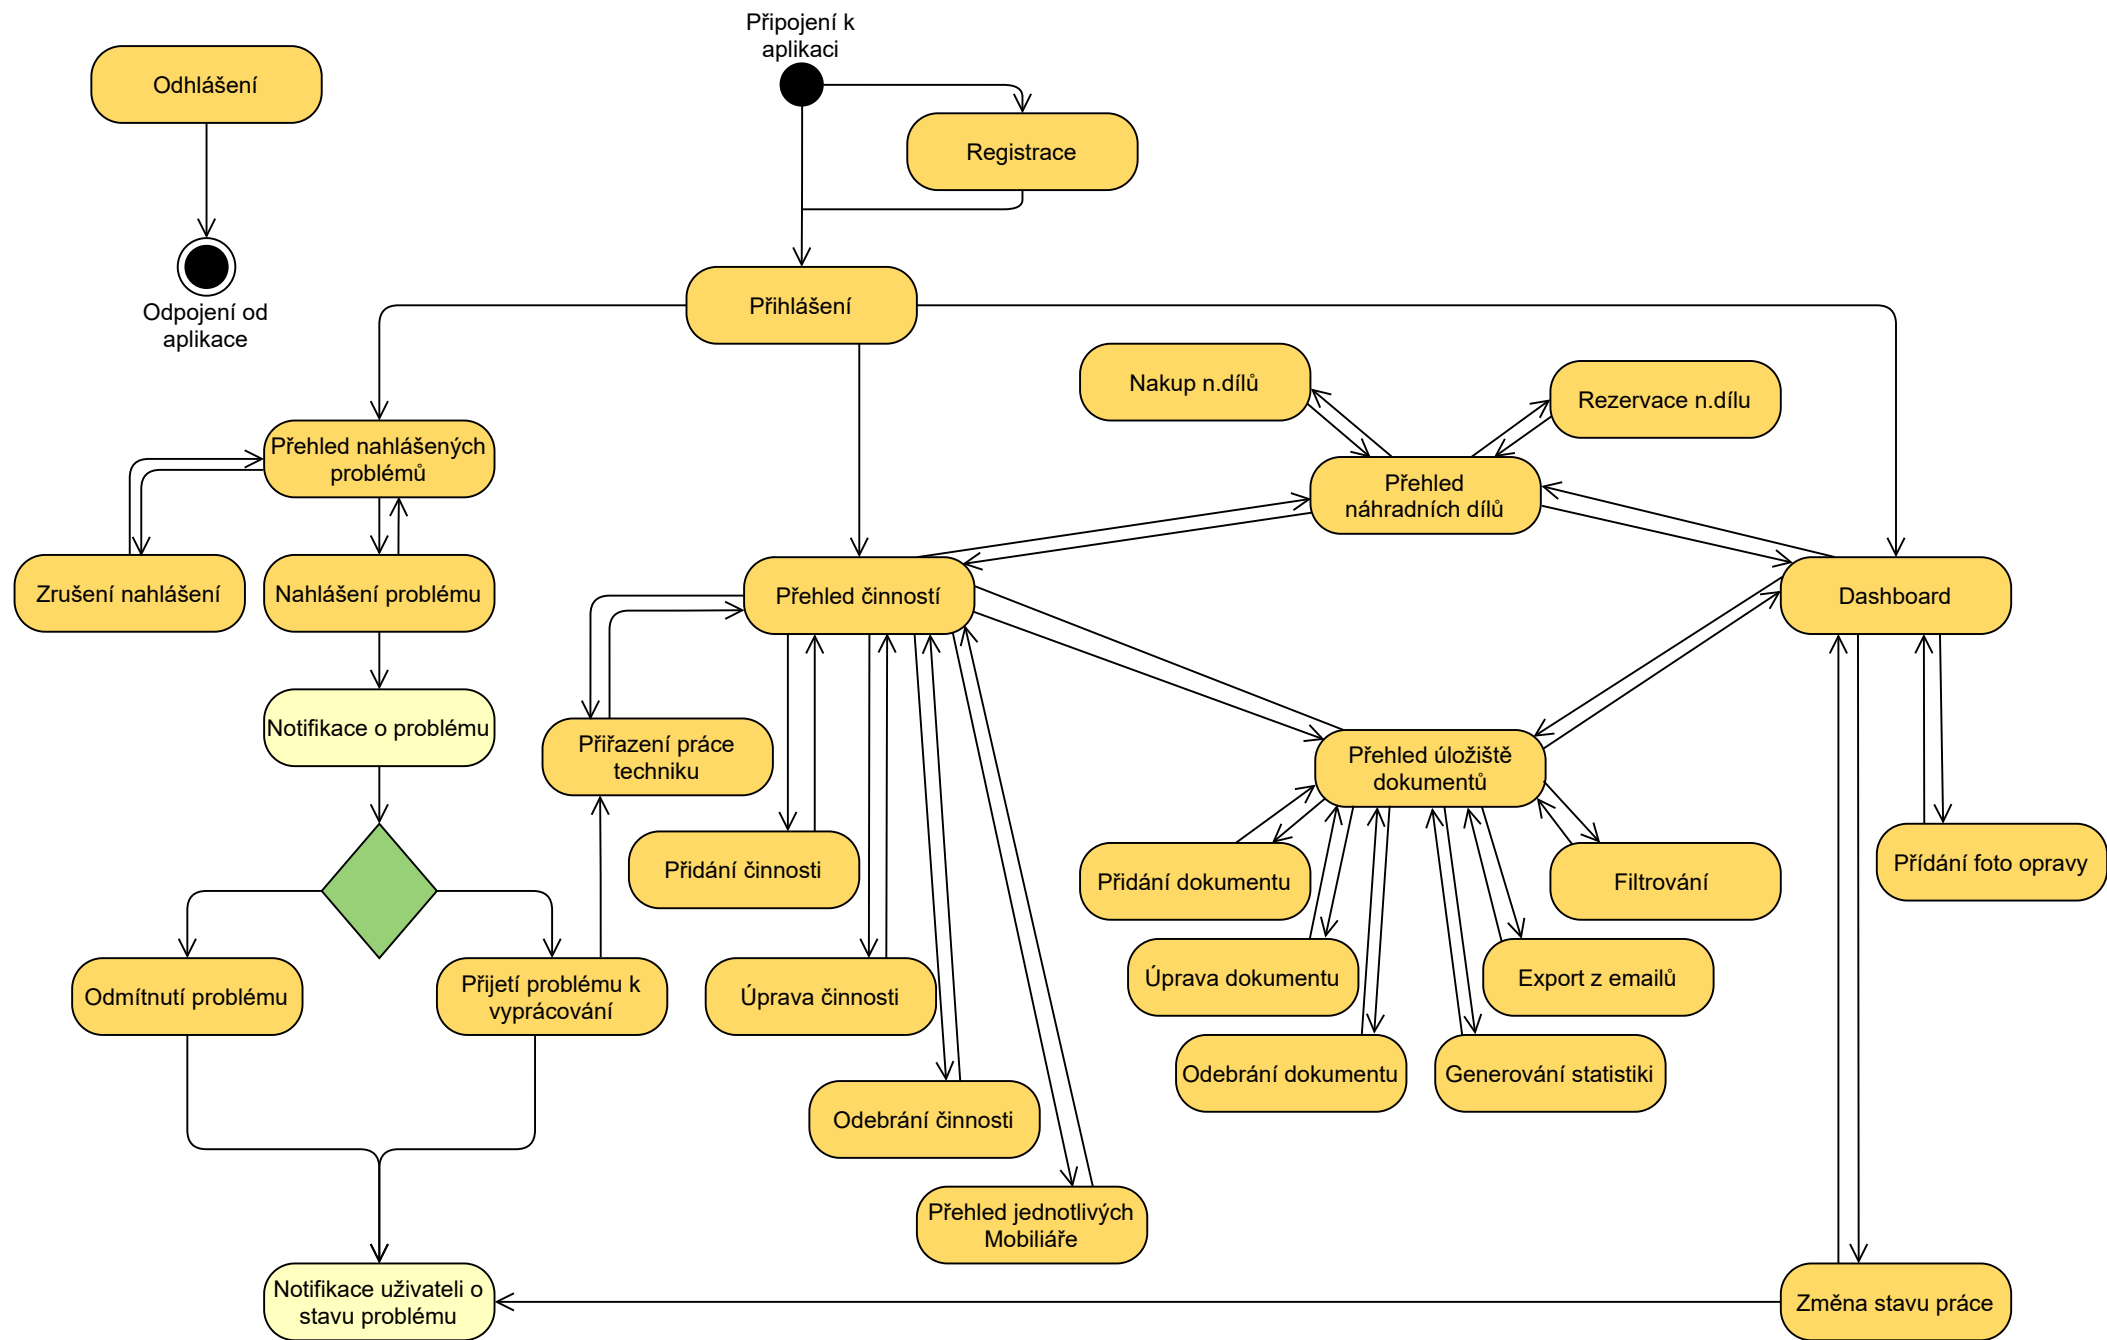 Připojení k
aplikaci
Odhlášení
Registrace
Odpojení od
aplikace
Přihlášení
Nakup n.dílů
Rezervace n.dílu
Přehled nahlášených
problémů
Přehled
náhradních dílů
Zrušení nahlášení
Nahlášení problému
Přehled činností
Dashboard
Notifikace o problému
Přiřazení práce
techniku
Přehled úložiště
dokumentů
Přidání činnosti
Přidání dokumentu
Filtrování
Přídání foto opravy
Odmítnutí problému
Přijetí problému k
vyprácování
Úprava činnosti
Úprava dokumentu
Export z emailů
Odebrání dokumentu
Generování statistiki
Odebrání činnosti
Přehled jednotlivých
Mobiliáře
Notifikace uživateli o
stavu problému
Změna stavu práce